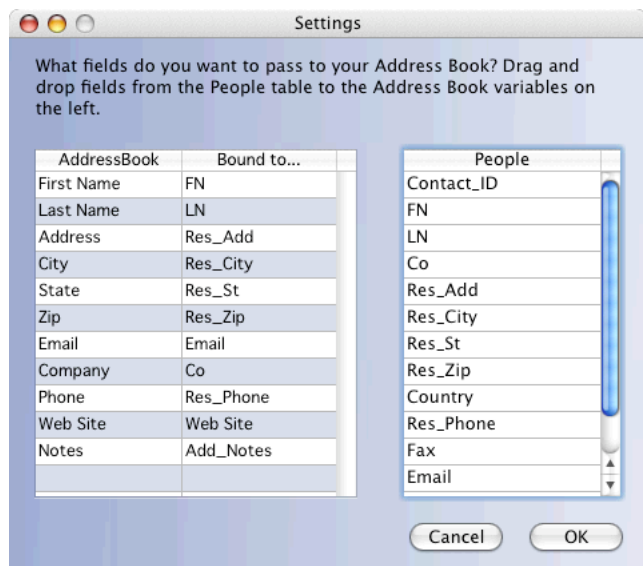 Settings
What fields do you want to pass to your Address Book? Drag and
drop fields from the People table to the Address Book variables on
the left.
AddressBook Bound to...
First Name FN
Last Name LN
Address Res_Add
City Res_City
State Res_St
Zip Res_Zip
Email Email
Company Co
Phone Res_Phone
Web Site Web Site
Notes Add_Notes
People
Contact_ID
FN
LN
Co
Res_Add
Res_City
Res_St
Res_Zip
Country
Res_Phone
Fax
Email
Cancel OK